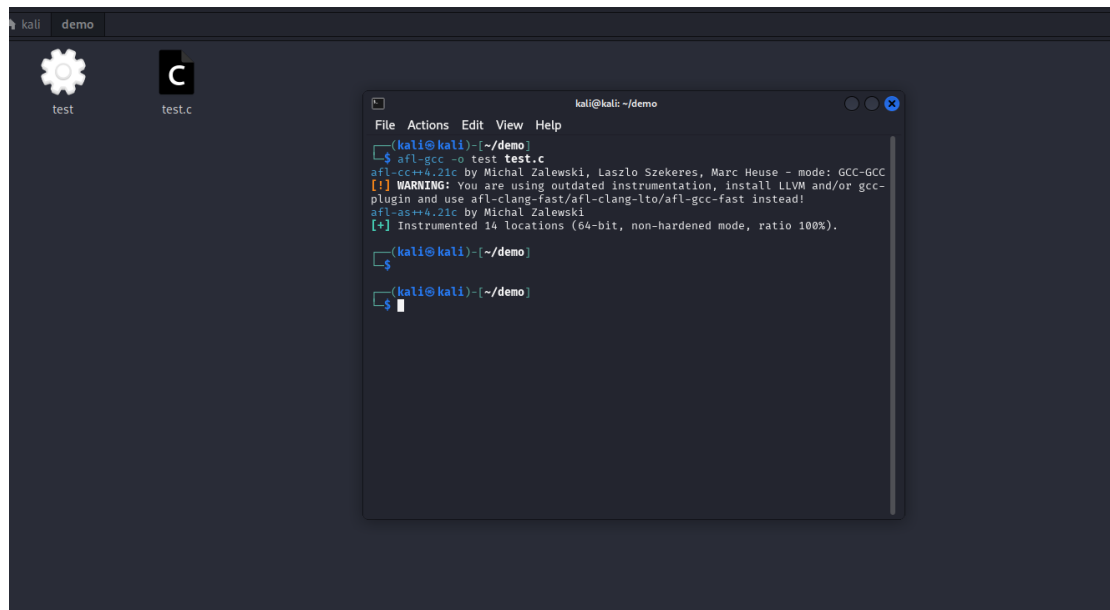 kali demo
test
test.c
C
kali@kali: ~/demo
File Actions Edit View Help
┌──(kali㉿kali)-[~/demo]
└─$ afl-gcc -o test test.c
afl-cc++4.21c by Michal Zalewski, Laszlo Szekeres, Marc Heuse - mode: GCC-GCC
[!] WARNING: You are using outdated instrumentation, install LLVM and/or gcc-
plugin and use afl-clang-fast/afl-clang-lto/afl-gcc-fast instead!
afl-as++4.21c by Michal Zalewski
[+] Instrumented 14 locations (64-bit, non-hardened mode, ratio 100%).
┌──(kali㉿kali)-[~/demo]
└─$
┌──(kali㉿kali)-[~/demo]
└─$